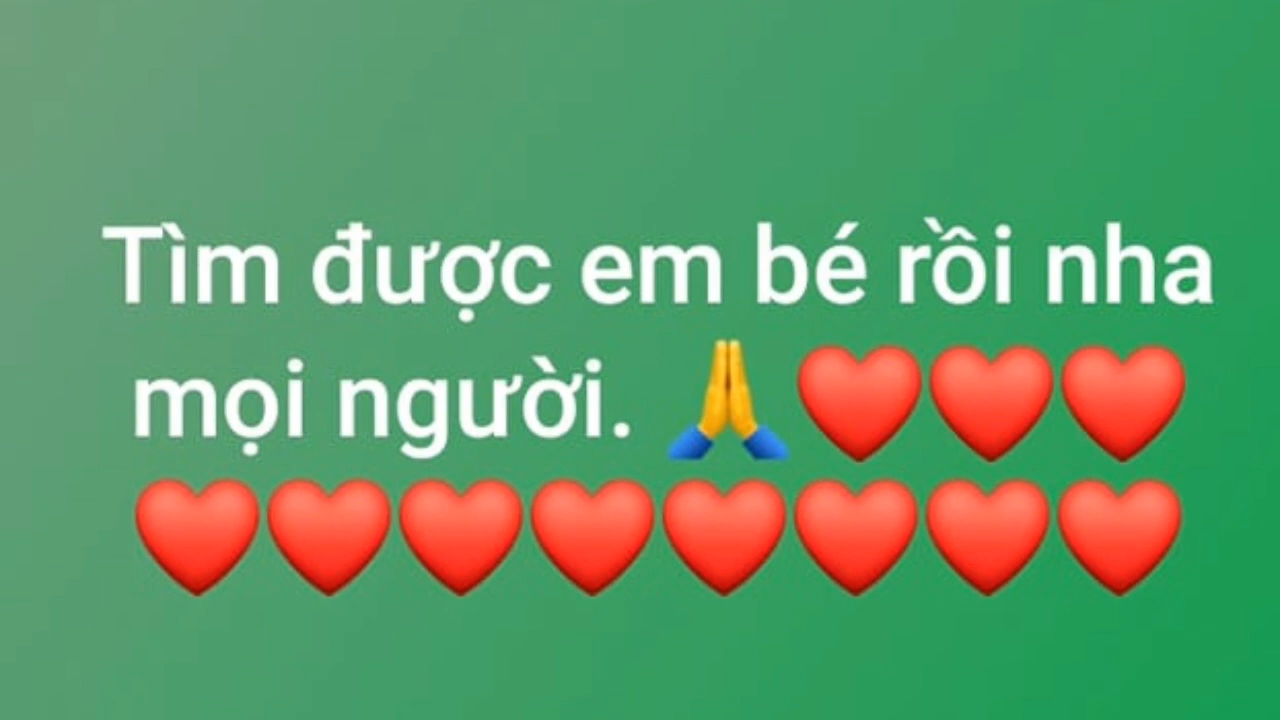 Tìm được em bé rồi nha
mọi người. 🙏❤️❤️❤️
❤️❤️❤️❤️❤️❤️❤️❤️